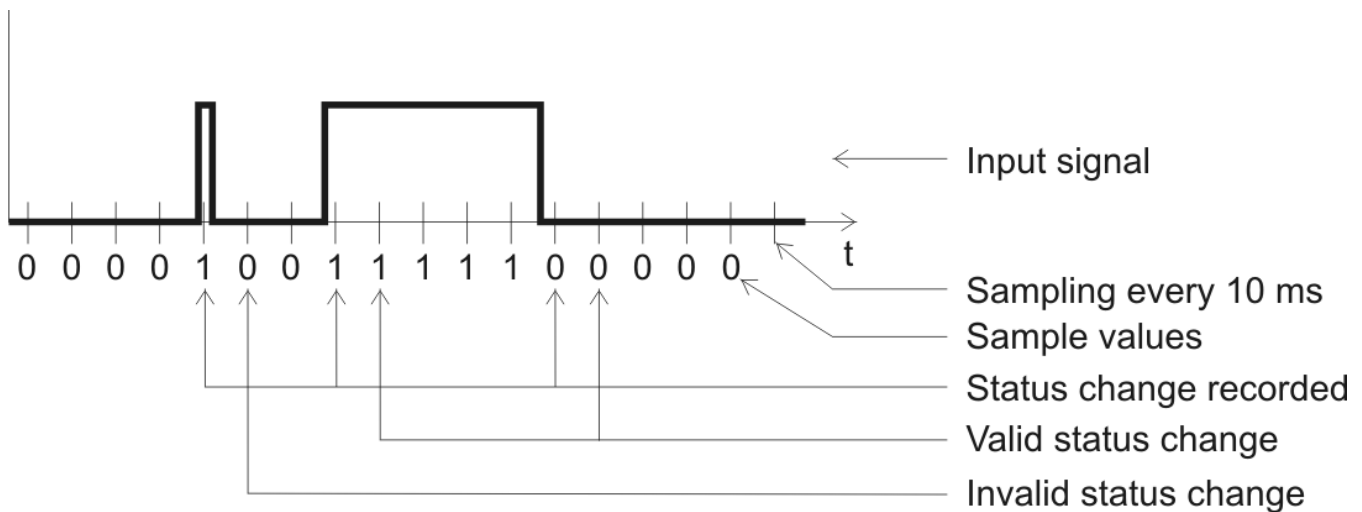 Input signal
t
0 0 0 0 1 0 0 1 1 1 1 1 0 0 0 0 0
Sampling every 10 ms
Sample values
Status change recorded
Valid status change
Invalid status change